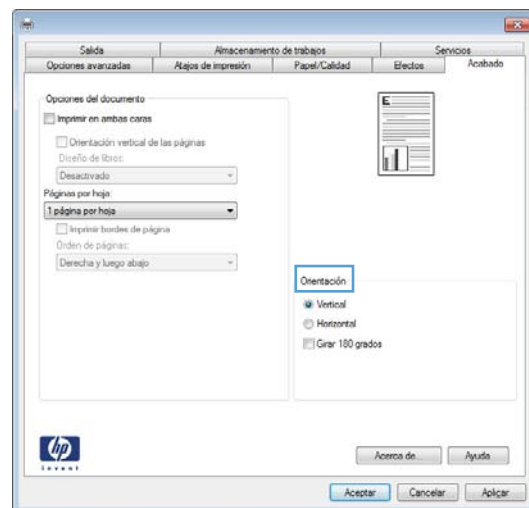 Salida
Almacenamiento de trabajos
Servicios
Opciones avanzadas
Atajos de impresión
Papel/Calidad
Efectos
Acabado
Opciones del documento
Imprimir en ambas caras
Orientación vertical de las páginas
Diseño de libros:
Desactivado
Páginas por hoja:
1 página por hoja
Imprimir bordes de página
Orden de páginas:
Derecha y luego abajo
E
Orientación
Vertical
Horizontal
Girar 180 grados
hp
invent
Acerca de...
Ayuda
Aceptar
Cancelar
Aplicar